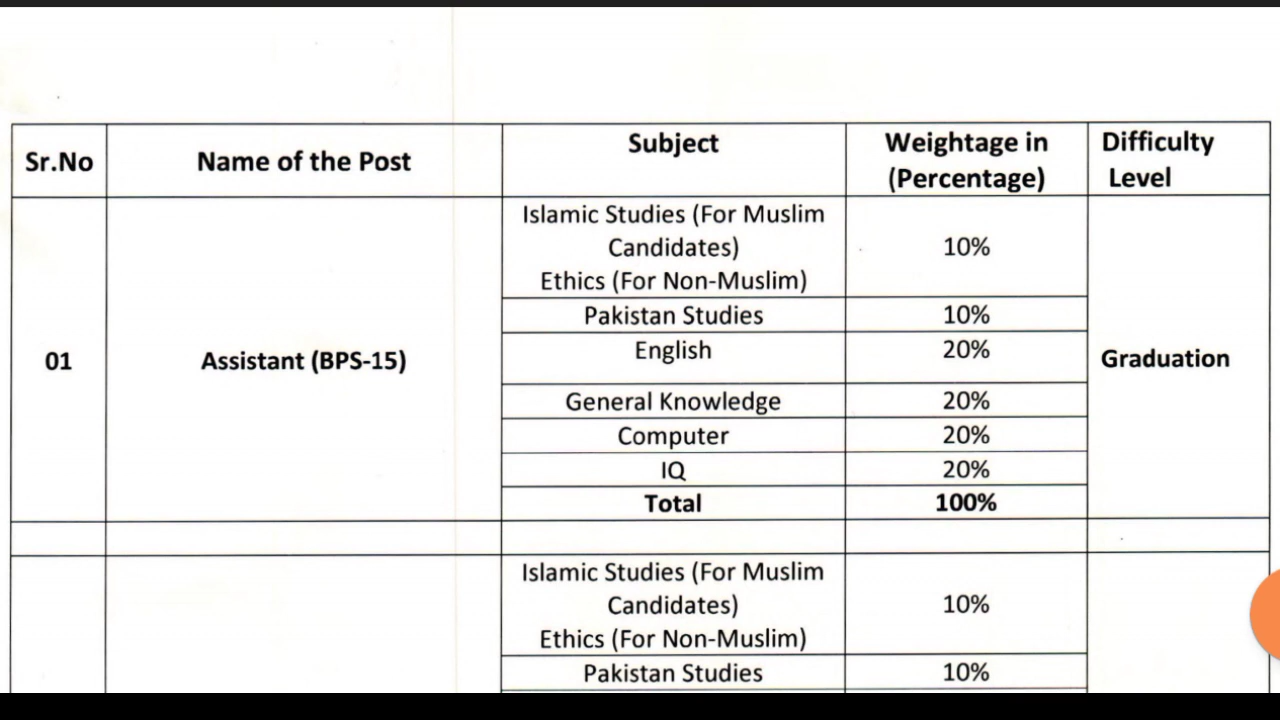 Sr.No
Name of the Post
Subject
Weightage in
(Percentage)
Difficulty
Level
01
Assistant (BPS-15)
Islamic Studies (For Muslim
Candidates)
Ethics (For Non-Muslim)
10%
Pakistan Studies
10%
English
20%
General Knowledge
20%
Computer
20%
IQ
20%
Total
100%
Graduation
Islamic Studies (For Muslim
Candidates)
Ethics (For Non-Muslim)
10%
Pakistan Studies
10%